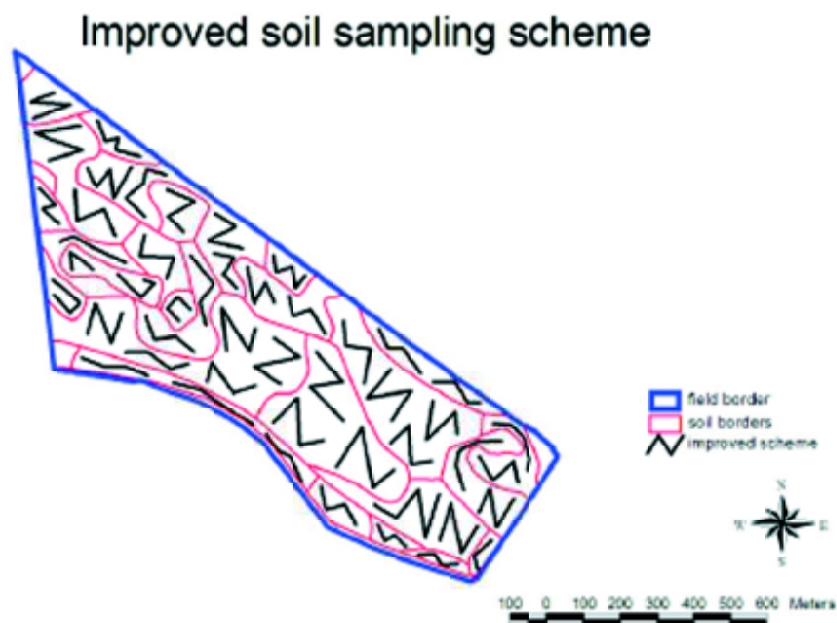 Improved soil sampling scheme
field border
soil borders
improved scheme
N
W E
S
100 0 100 200 300 400 500 600 Meters